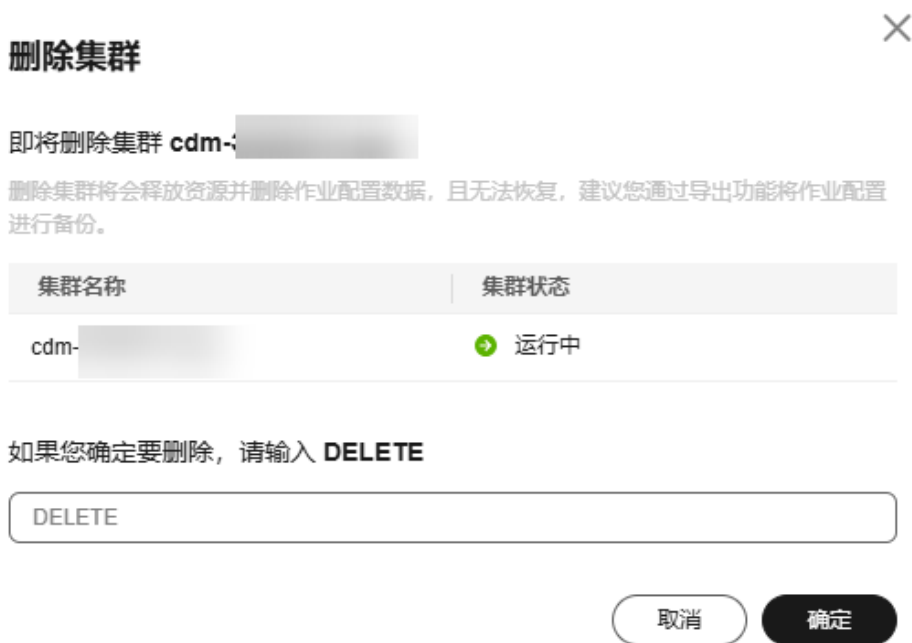 删除集群
即将删除集群 cdm-
删除集群将会释放资源并删除作业配置数据，且无法恢复，建议您通过导出功能将作业配置
进行备份。
集群名称 集群状态
cdm- 运行中
如果您确定要删除，请输入 DELETE
DELETE
取消 确定